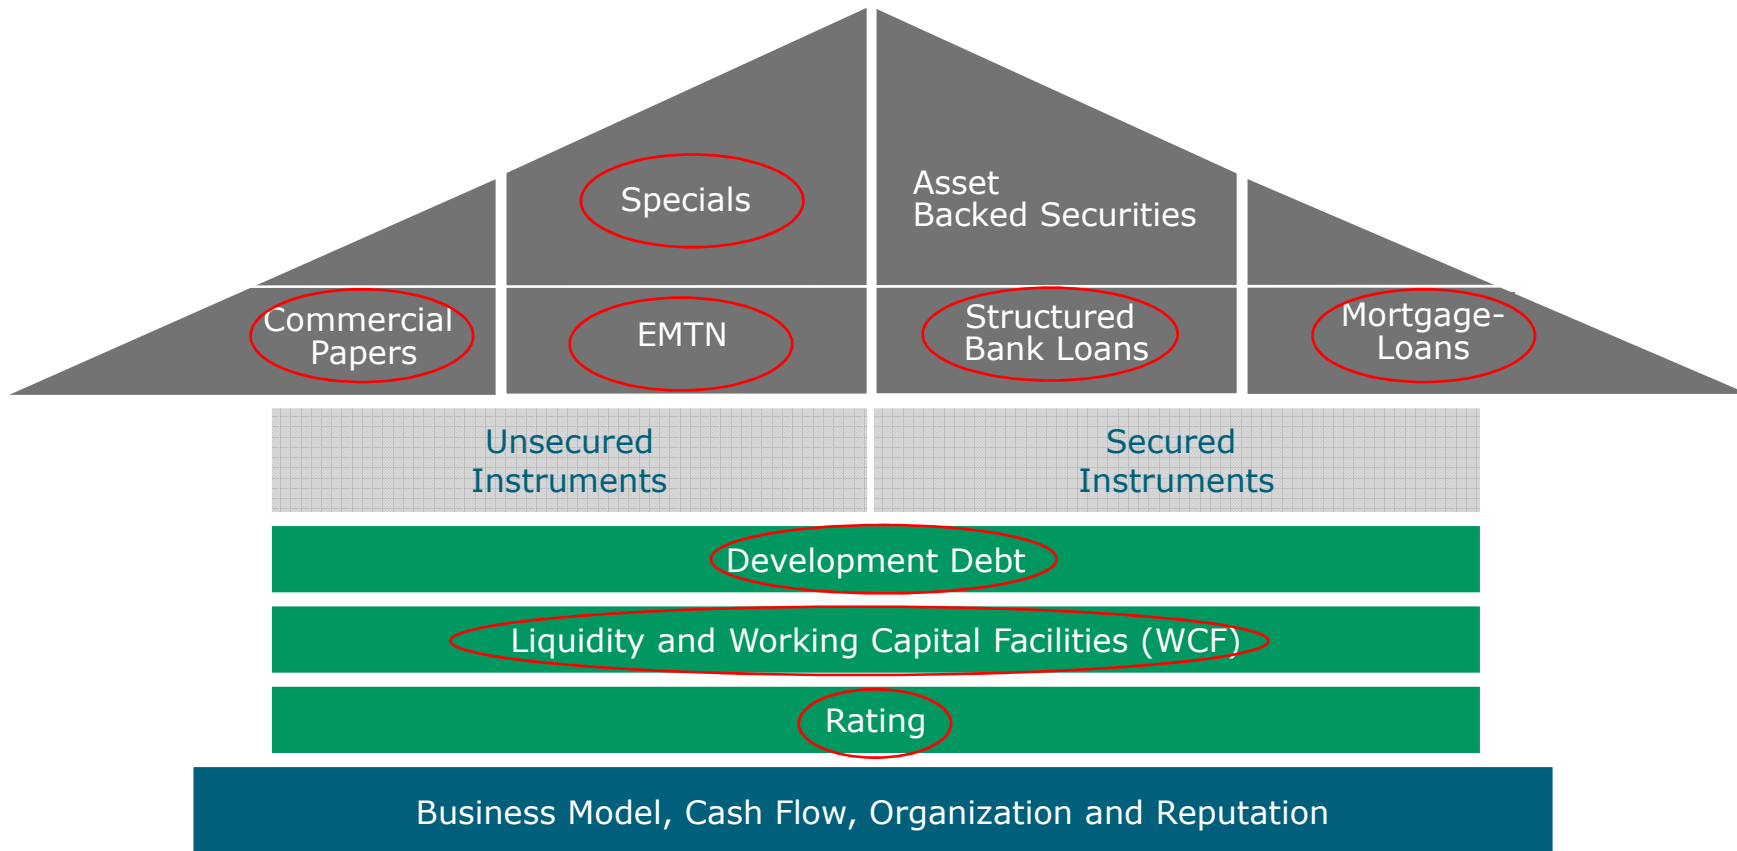 Specials
Asset
Backed Securities
Commercial
Papers
EMTN
Structured
Bank Loans
Mortgage-
Loans
Unsecured
Instruments
Secured
Instruments
Development Debt
Liquidity and Working Capital Facilities (WCF)
Rating
Business Model, Cash Flow, Organization and Reputation